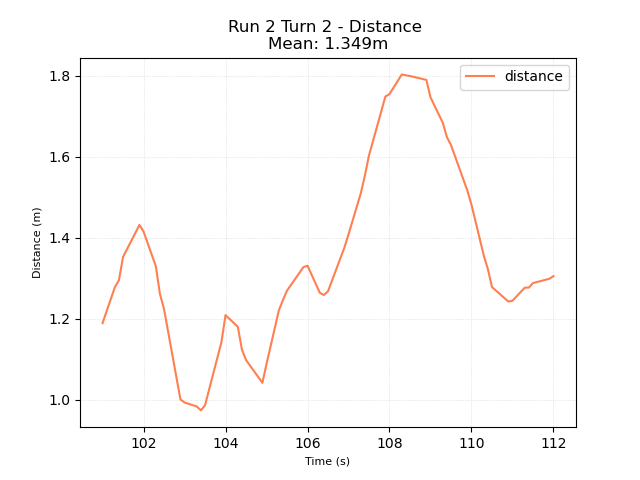 Run 2 Turn 2 - Distance
Mean: 1.349m
distance
1.8
1.6
1.4
1.2
1.0
Distance (m)
102 104 106 108 110 112
Time (s)